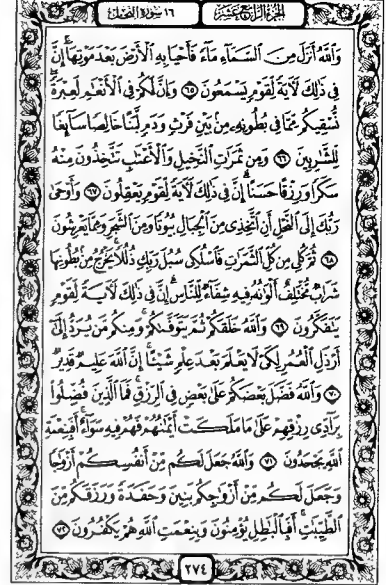 الجزء الرابع عشر ١٦ سورة النحل
وَٱللَّهُ أَنزَلَ مِنَ ٱلسَّمَآءِ مَآءً فَأَحْيَا بِهِ ٱلْأَرْضَ بَعْدَ مَوْتِهَآ إِنَّ
فِى ذَٰلِكَ لَءَايَةً لِّقَوْمٍ يَسْمَعُونَ ٦٥ وَإِنَّ لَكُمْ فِى ٱلْأَنْعَٰمِ لَعِبْرَةً
نُّسْقِيكُم مِّمَّا فِى بُطُونِهِۦ مِنۢ بَيْنِ فَرْثٍ وَدَمٍ لَّبَنًا خَالِصًا سَآئِغًا
لِّلشَّٰرِبِينَ ٦٦ وَمِن ثَمَرَٰتِ ٱلنَّخِيلِ وَٱلْأَعْنَٰبِ تَتَّخِذُونَ مِنْهُ
سَكَرًا وَرِزْقًا حَسَنًا إِنَّ فِى ذَٰلِكَ لَءَايَةً لِّقَوْمٍ يَعْقِلُونَ ٦٧ وَأَوْحَىٰ
رَبُّكَ إِلَى ٱلنَّحْلِ أَنِ ٱتَّخِذِى مِنَ ٱلْجِبَالِ بُيُوتًا وَمِنَ ٱلشَّجَرِ وَمِمَّا يَعْرِشُونَ
٦٨ ثُمَّ كُلِى مِن كُلِّ ٱلثَّمَرَٰتِ فَٱسْلُكِى سُبُلَ رَبِّكِ ذُلُلًا يَخْرُجُ مِنۢ بُطُونِهَا
شَرَابٌ مُّخْتَلِفٌ أَلْوَٰنُهُۥ فِيهِ شِفَآءٌ لِّلنَّاسِ إِنَّ فِى ذَٰلِكَ لَءَايَةً لِّقَوْمٍ
يَتَفَكَّرُونَ ٦٩ وَٱللَّهُ خَلَقَكُمْ ثُمَّ يَتَوَفَّىٰكُمْ وَمِنكُم مَّن يُرَدُّ إِلَىٰٓ
أَرْذَلِ ٱلْعُمُرِ لِكَىْ لَا يَعْلَمَ بَعْدَ عِلْمٍ شَيْـًٔا إِنَّ ٱللَّهَ عَلِيمٌ قَدِيرٌ
٧٠ وَٱللَّهُ فَضَّلَ بَعْضَكُمْ عَلَىٰ بَعْضٍ فِى ٱلرِّزْقِ فَمَا ٱلَّذِينَ فُضِّلُوا۟
بِرَآدِّى رِزْقِهِمْ عَلَىٰ مَا مَلَكَتْ أَيْمَٰنُهُمْ فَهُمْ فِيهِ سَوَآءٌ أَفَبِنِعْمَةِ
ٱللَّهِ يَجْحَدُونَ ٧١ وَٱللَّهُ جَعَلَ لَكُم مِّنْ أَنفُسِكُمْ أَزْوَٰجًا
وَجَعَلَ لَكُم مِّنْ أَزْوَٰجِكُم بَنِينَ وَحَفَدَةً وَرَزَقَكُم مِّنَ
ٱلطَّيِّبَٰتِ أَفَبِٱلْبَٰطِلِ يُؤْمِنُونَ وَبِنِعْمَتِ ٱللَّهِ هُمْ يَكْفُرُونَ ٧٢
٢٧٤